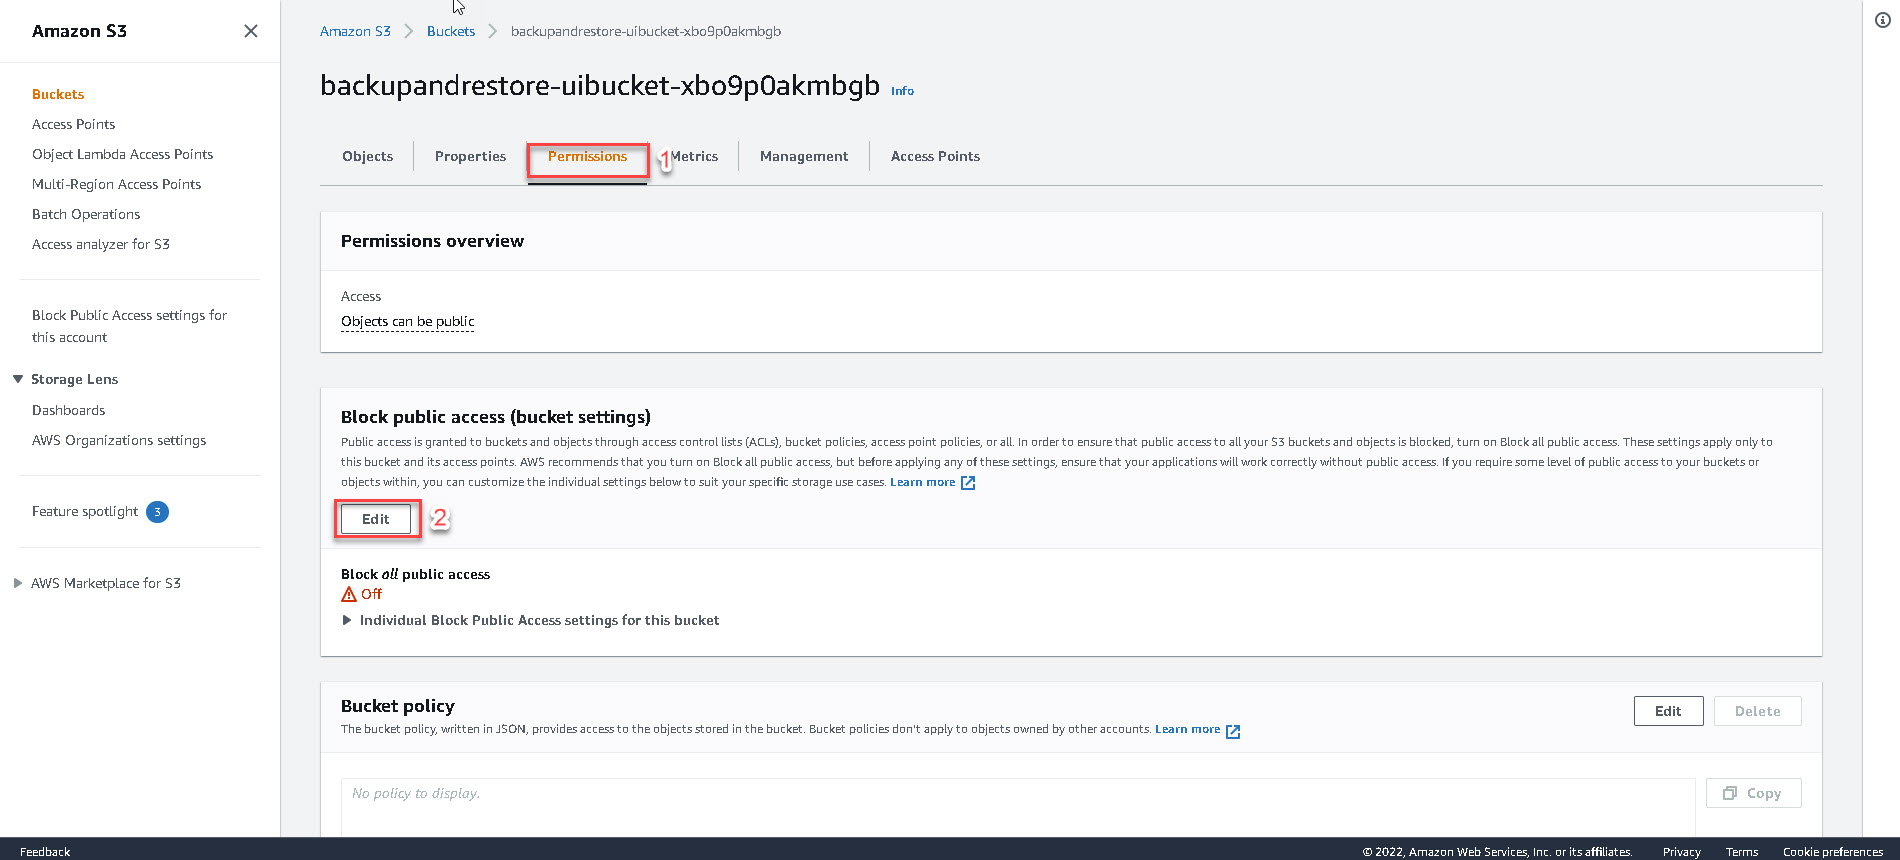 Amazon S3
Buckets
Access Points
Object Lambda Access Points
Multi-Region Access Points
Batch Operations
Access analyzer for S3
Block Public Access settings for
this account
Storage Lens
Dashboards
AWS Organizations settings
Feature spotlight 3
AWS Marketplace for S3
Amazon S3 Buckets backupandrestore-uibucket-xbo9p0akmbgb
backupandrestore-uibucket-xbo9p0akmbgb Info
Objects Properties Permissions 1 Metrics Management Access Points
Permissions overview
Access
Objects can be public
Block public access (bucket settings)
Public access is granted to buckets and objects through access control lists (ACLs), bucket policies, access point policies, or all. In order to ensure that public access to all your S3 buckets and objects is blocked, turn on Block all public access. These settings apply only to
this bucket and its access points. AWS recommends that you turn on Block all public access, but before applying any of these settings, ensure that your applications will work correctly without public access. If you require some level of public access to your buckets or
objects within, you can customize the individual settings below to suit your specific storage use cases. Learn more
Edit 2
Block all public access
Off
Individual Block Public Access settings for this bucket
Bucket policy
Edit Delete
The bucket policy, written in JSON, provides access to the objects stored in the bucket. Bucket policies don't apply to objects owned by other accounts. Learn more
No policy to display.
Copy
Feedback © 2022, Amazon Web Services, Inc. or its affiliates. Privacy Terms Cookie preferences